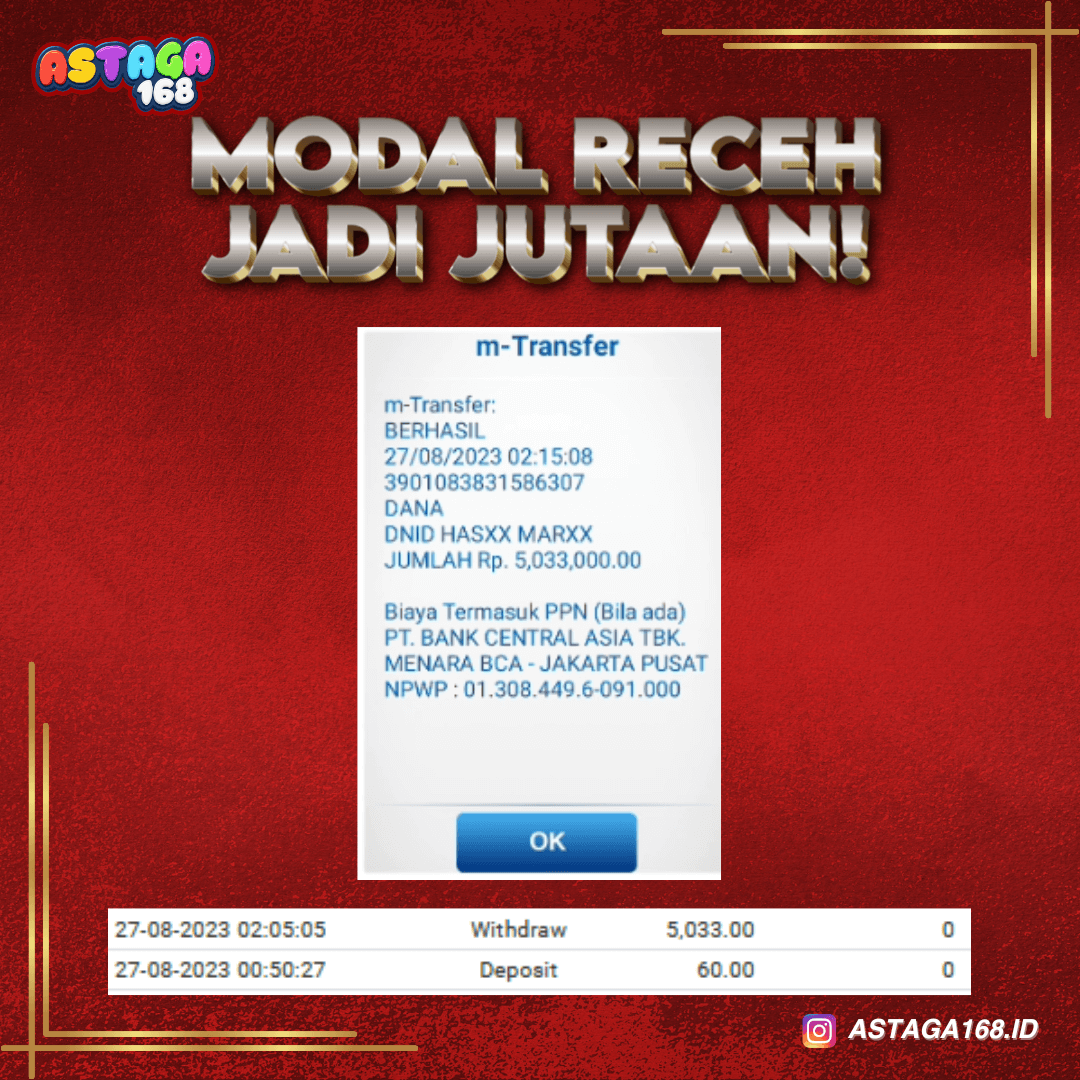 ASTAGA
168
MODAL RECEH
JADI JUTAAN!
m-Transfer
m-Transfer:
BERHASIL
27/08/2023 02:15:08
3901083831586307
DANA
DNID HASXX MARXX
JUMLAH Rp. 5,033,000.00
Biaya Termasuk PPN (Bila ada)
PT. BANK CENTRAL ASIA TBK.
MENARA BCA - JAKARTA PUSAT
NPWP : 01.308.449.6-091.000
OK
27-08-2023 02:05:05 Withdraw 5,033.00 0
27-08-2023 00:50:27 Deposit 60.00 0
ASTAGA168.ID